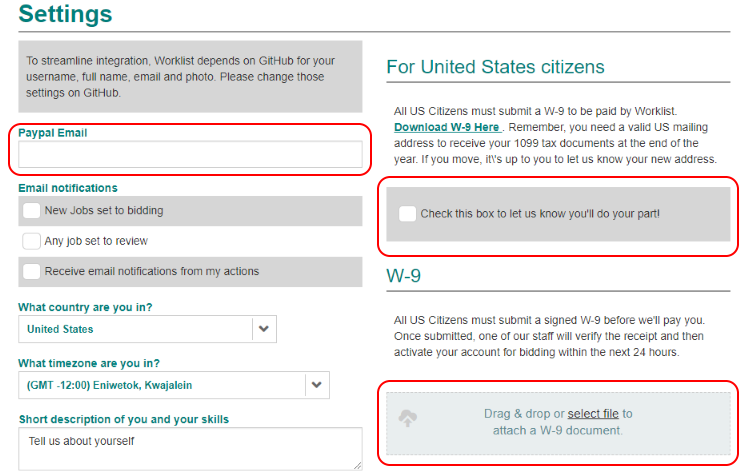 Settings
To streamline integration, Worklist depends on GitHub for your
username, full name, email and photo. Please change those
settings on GitHub.
Paypal Email
Email notifications
New Jobs set to bidding
Any job set to review
Receive email notifications from my actions
What country are you in?
United States
What timezone are you in?
(GMT -12:00) Eniwetok, Kwajalein
Short description of you and your skills
Tell us about yourself
For United States citizens
All US Citizens must submit a W-9 to be paid by Worklist.
Download W-9 Here . Remember, you need a valid US mailing
address to receive your 1099 tax documents at the end of the
year. If you move, it\'s up to you to let us know your new address.
Check this box to let us know you'll do your part!
W-9
All US Citizens must submit a signed W-9 before we'll pay you.
Once submitted, one of our staff will verify the receipt and then
activate your account for bidding within the next 24 hours.
Drag & drop or select file to
attach a W-9 document.